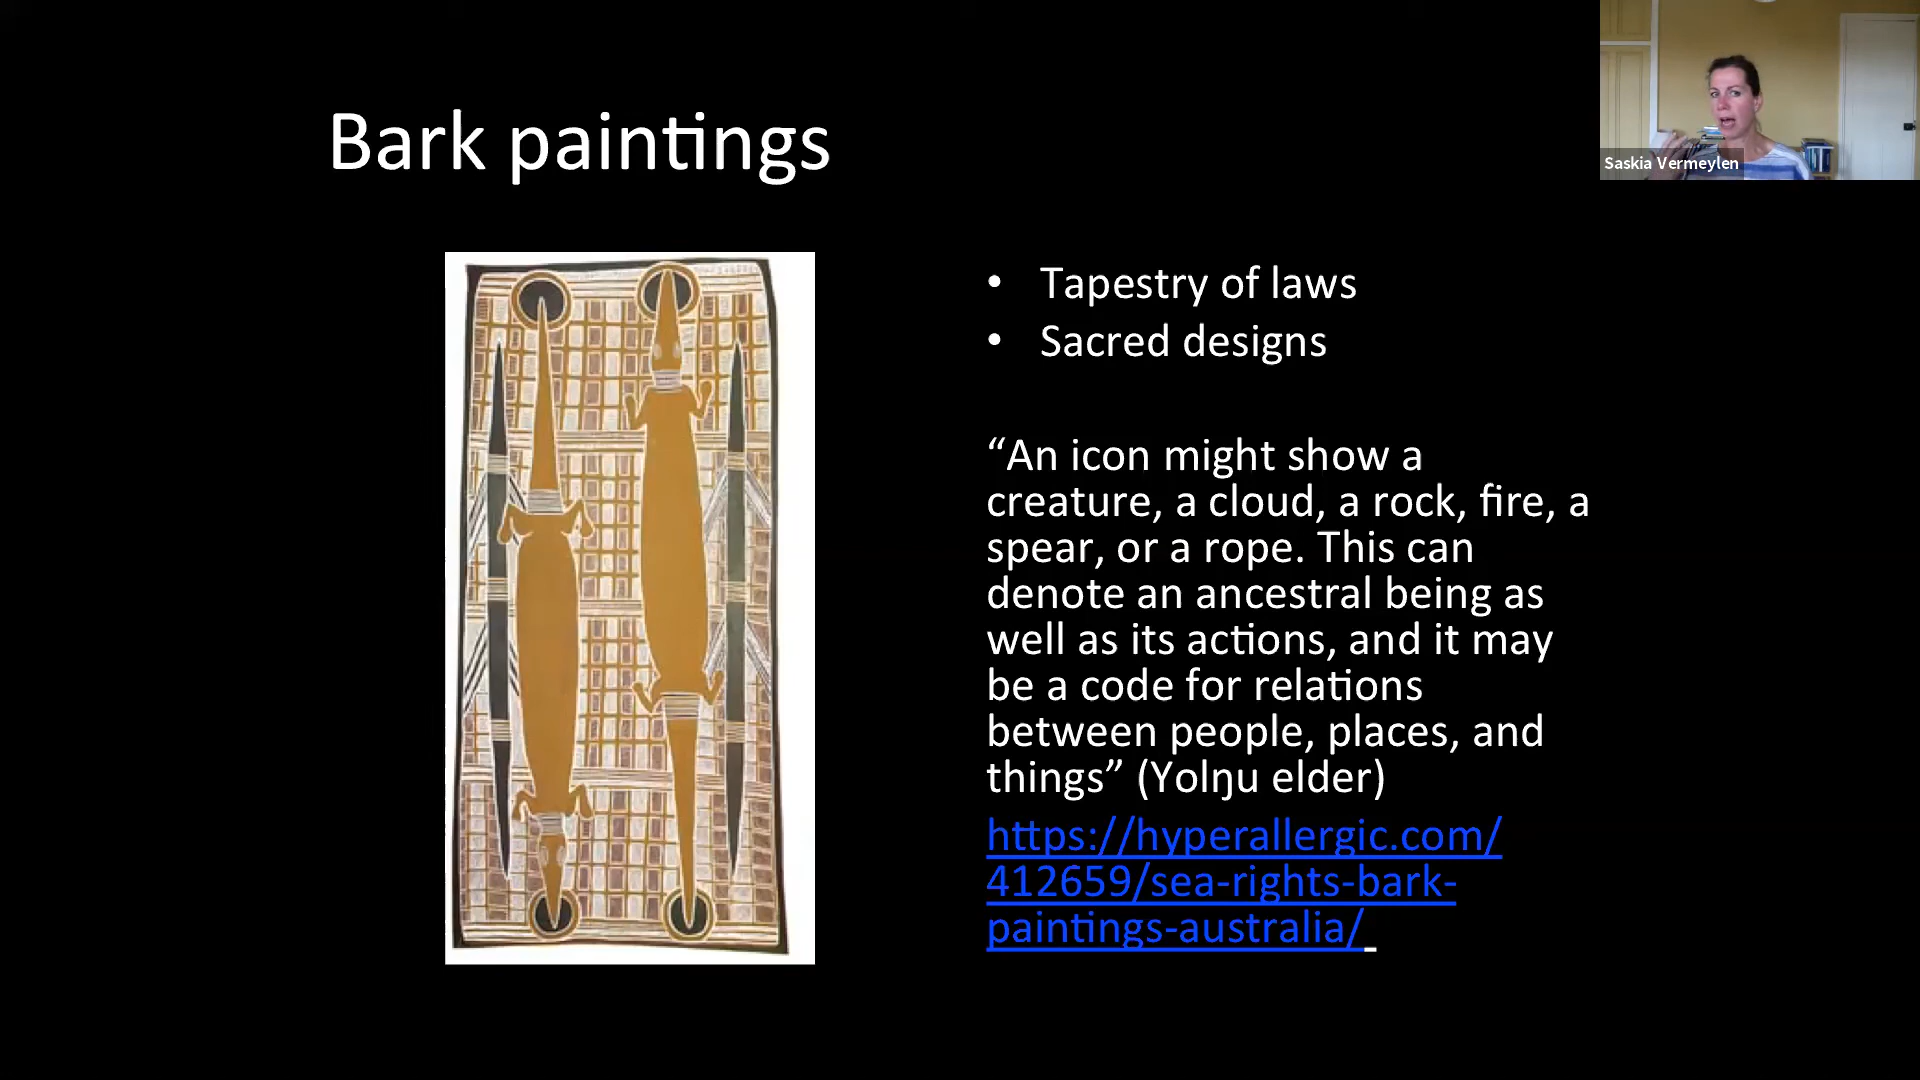 Bark paintings
Saskia Vermeylen
• Tapestry of laws
• Sacred designs
“An icon might show a
creature, a cloud, a rock, fire, a
spear, or a rope. This can
denote an ancestral being as
well as its actions, and it may
be a code for relations
between people, places, and
things” (Yolŋu elder)
https://hyperallergic.com/
412659/sea-rights-bark-
paintings-australia/